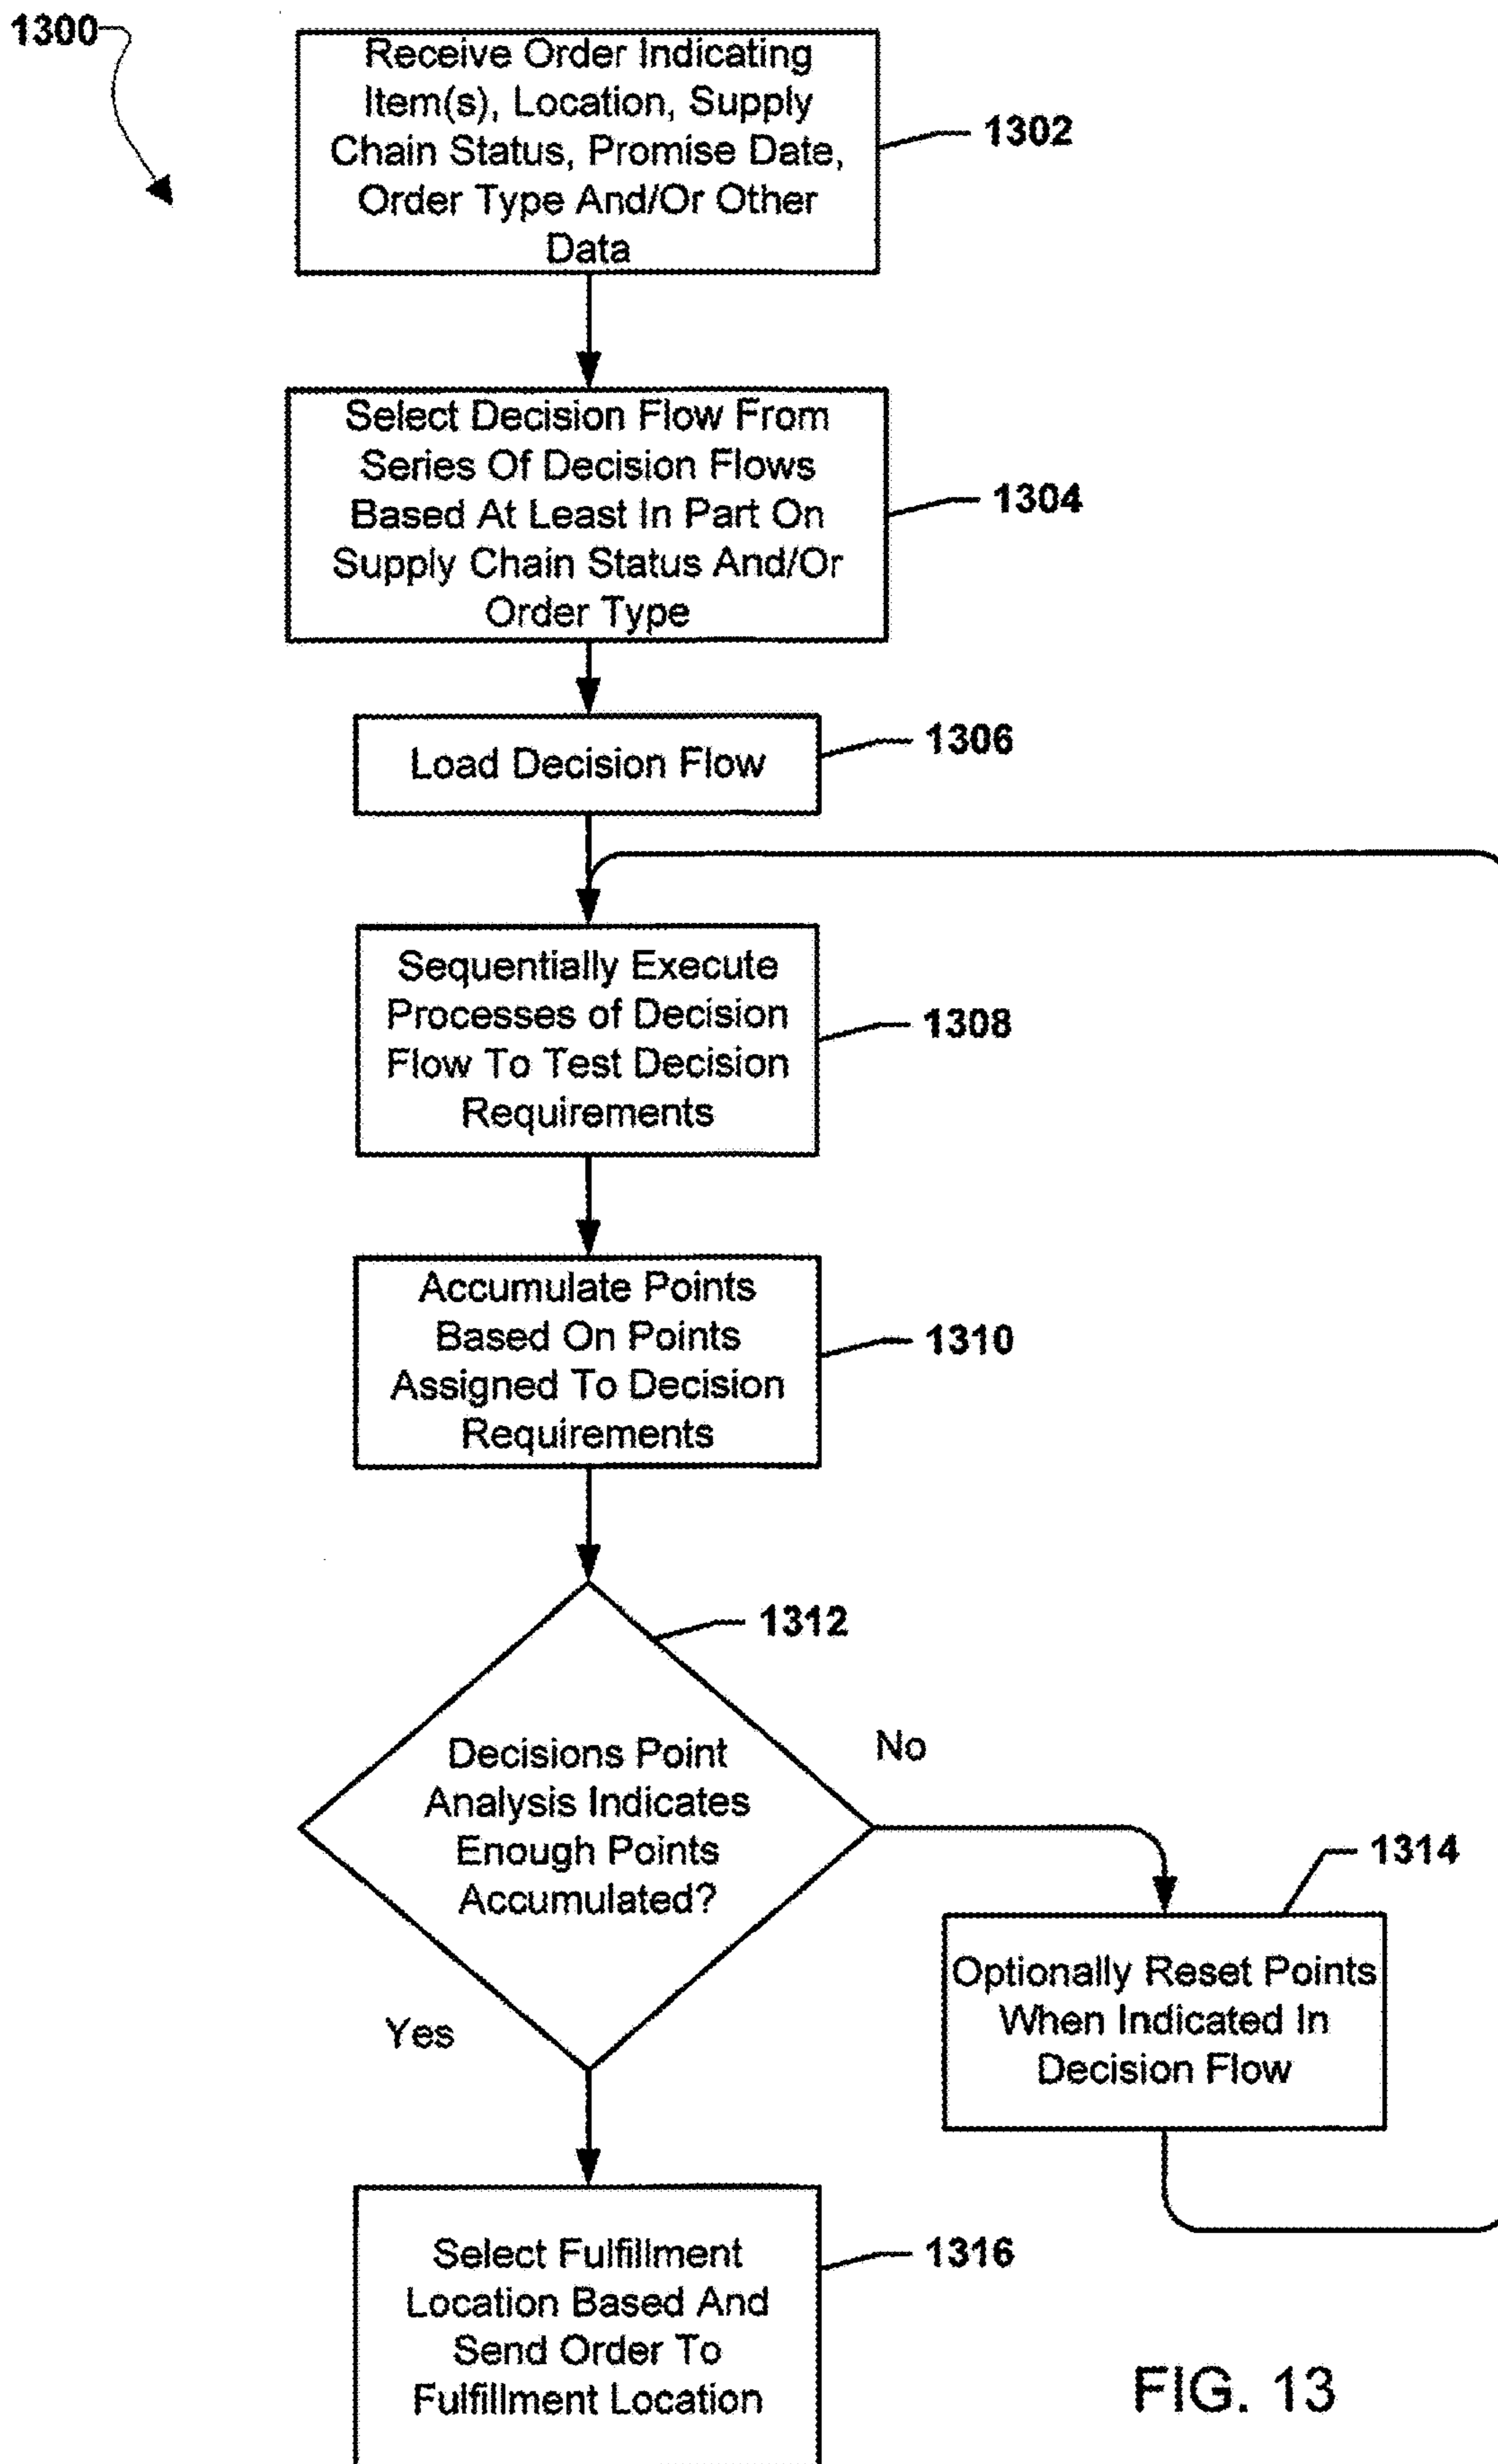 1300
Receive Order Indicating
Item(s), Location, Supply
Chain Status, Promise Date,
Order Type And/Or Other
Data
1302
Select Decision Flow From
Series Of Decision Flows
Based At Least In Part On
Supply Chain Status And/Or
Order Type
1304
Load Decision Flow
1306
Sequentially Execute
Processes of Decision
Flow To Test Decision
Requirements
1308
Accumulate Points
Based On Points
Assigned To Decision
Requirements
1310
1312
Decisions Point
Analysis Indicates
Enough Points
Accumulated?
No
Yes
1314
Optionally Reset Points
When Indicated In
Decision Flow
Select Fulfillment
Location Based And
Send Order To
Fulfillment Location
1316
FIG. 13